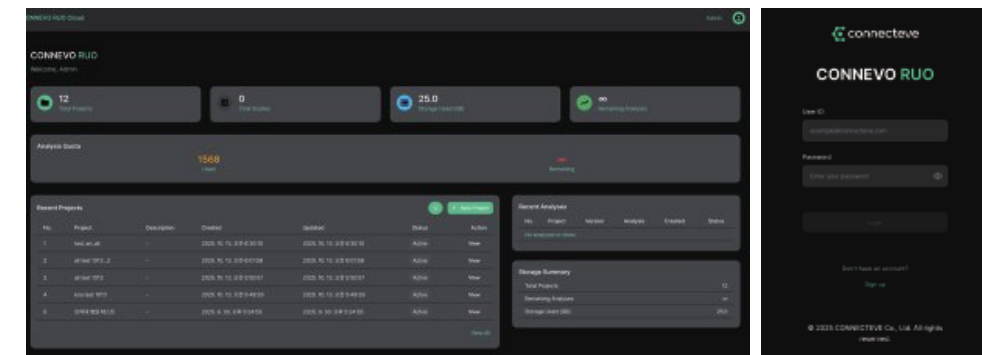 CONNEVO RUO Cloud
Admin
CONNEVO RUO
Welcome, Admin
12
Total Projects
0
Total Studies
25.0
Storage Used (GB)
∞
Remaining Analyses
Analysis Quota
1568
Used
∞
Remaining
Recent Projects
+ New Project
No. Project Description Created Updated Status Action
1 test_en_all - Active View
2 - Active View
3 - Active View
4 - Active View
5 - Active View
View All
Recent Analyses
No. Project Version Analysis Created Status
No analyses to show.
Storage Summary
Total Projects 12
Remaining Analyses ∞
Storage Used (GB) 25.0
connecteve
CONNEVO RUO
User ID
example@connecteve.com
Password
Enter your password
Login
Don't have an account?
Sign up
© 2025 CONNECTEVE Co., Ltd. All rights
reserved.